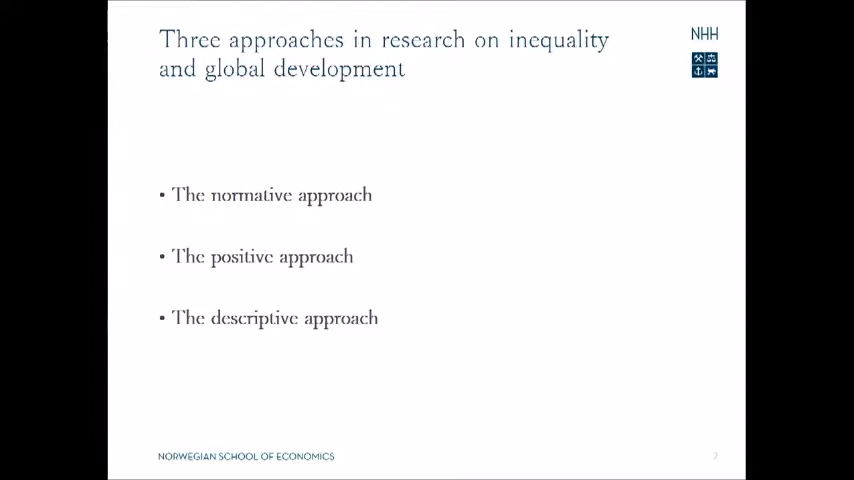 Three approaches in research on inequality
and global development
NHH
• The normative approach
• The positive approach
• The descriptive approach
NORWEGIAN SCHOOL OF ECONOMICS
2